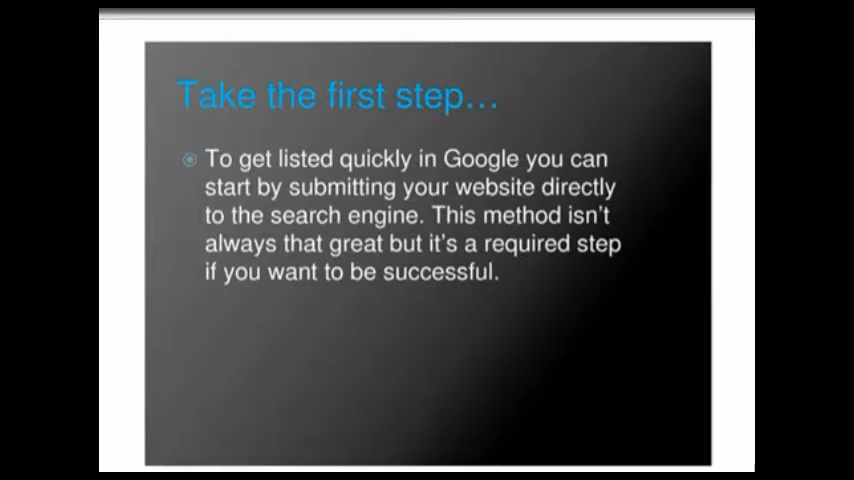 Take the first step...
To get listed quickly in Google you can
start by submitting your website directly
to the search engine. This method isn't
always that great but it's a required step
if you want to be successful.